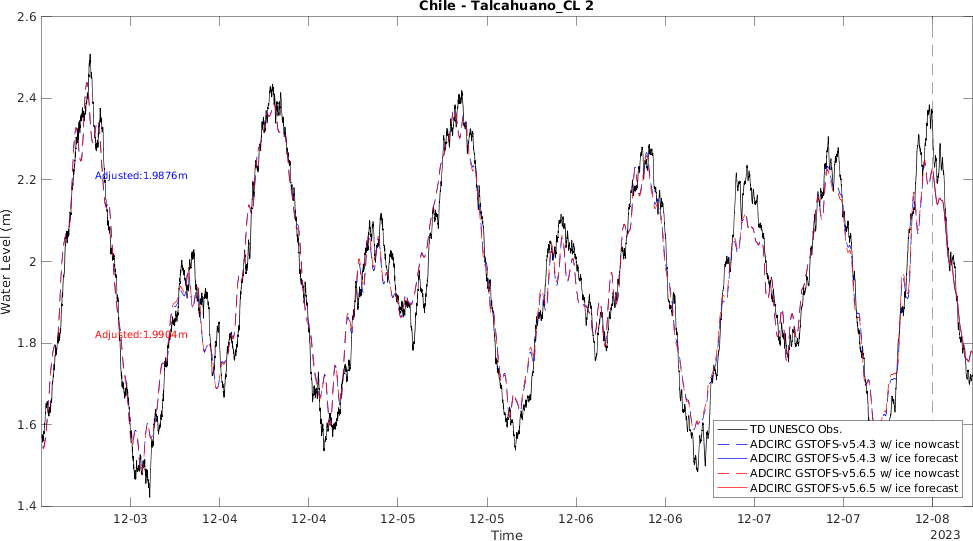 Chile - Talcahuano_CL 2
2.6
2.4
2.2
2
1.8
1.6
1.4
Water Level (m)
Adjusted:1.9876m
Adjusted:1.9904m
TD UNESCO Obs.
ADCIRC GSTOFS-v5.4.3 w/ ice nowcast
ADCIRC GSTOFS-v5.4.3 w/ ice forecast
ADCIRC GSTOFS-v5.6.5 w/ ice nowcast
ADCIRC GSTOFS-v5.6.5 w/ ice forecast
12-03 12-04 12-04 12-05 12-05 12-06 12-06 12-07 12-07 12-08
Time
2023